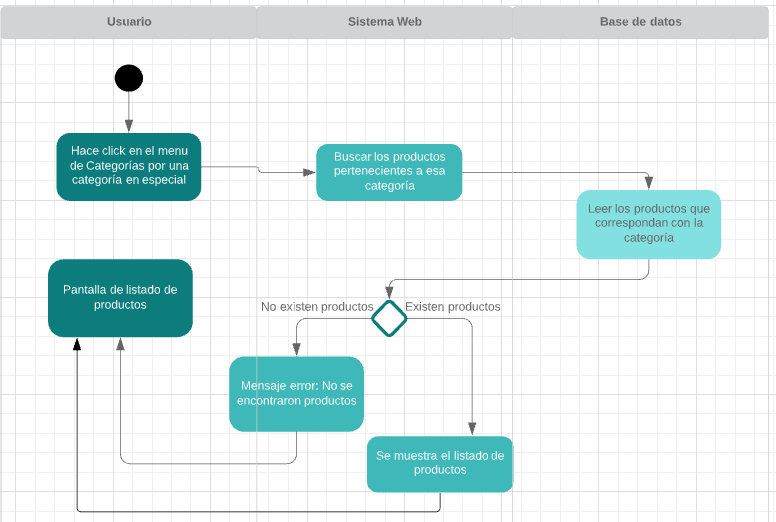 Usuario
Sistema Web
Base de datos
Hace click en el menu
de Categorías por una
categoría en especial
Buscar los productos
pertenecientes a esa
categoría
Leer los productos que
correspondan con la
categoría
Pantalla de listado de
productos
No existen productos
Existen productos
Mensaje error: No se
encontraron productos
Se muestra el listado de
productos